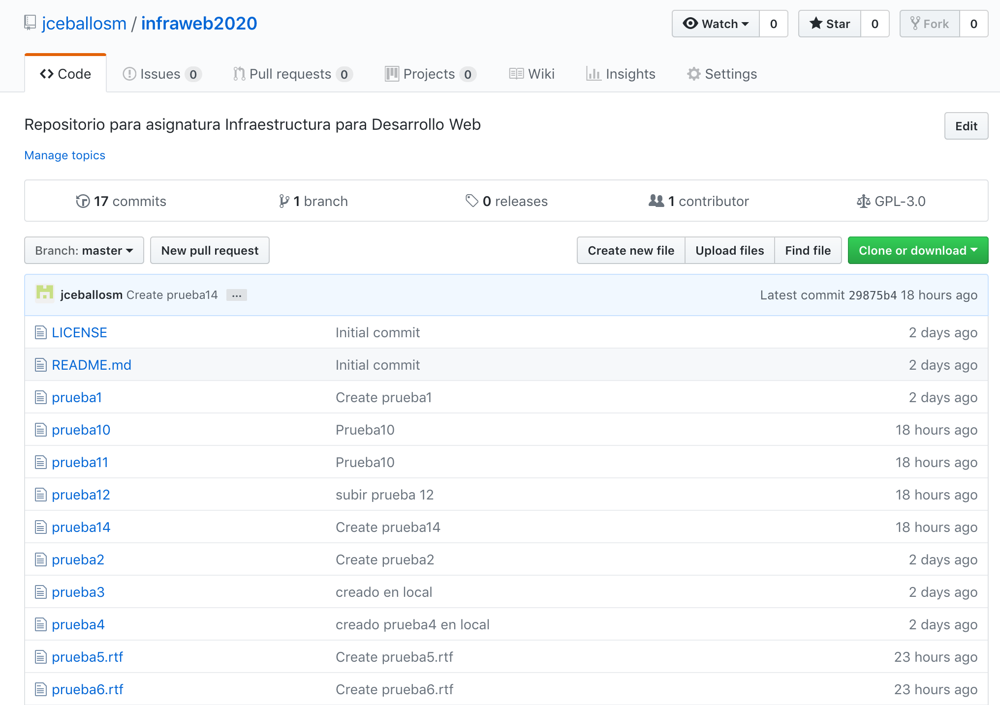 jceballosm / infraweb2020 Watch 0 Star 0 Fork 0
Code Issues 0 Pull requests 0 Projects 0 Wiki Insights Settings
Repositorio para asignatura Infraestructura para Desarrollo Web Edit
Manage topics
17 commits 1 branch 0 releases 1 contributor GPL-3.0
Branch: master New pull request Create new file Upload files Find file Clone or download
jceballosm Create prueba14 ... Latest commit 29875b4 18 hours ago
LICENSE Initial commit 2 days ago
README.md Initial commit 2 days ago
prueba1 Create prueba1 2 days ago
prueba10 Prueba10 18 hours ago
prueba11 Prueba10 18 hours ago
prueba12 subir prueba 12 18 hours ago
prueba14 Create prueba14 18 hours ago
prueba2 Create prueba2 2 days ago
prueba3 creado en local 2 days ago
prueba4 creado prueba4 en local 2 days ago
prueba5.rtf Create prueba5.rtf 23 hours ago
prueba6.rtf Create prueba6.rtf 23 hours ago